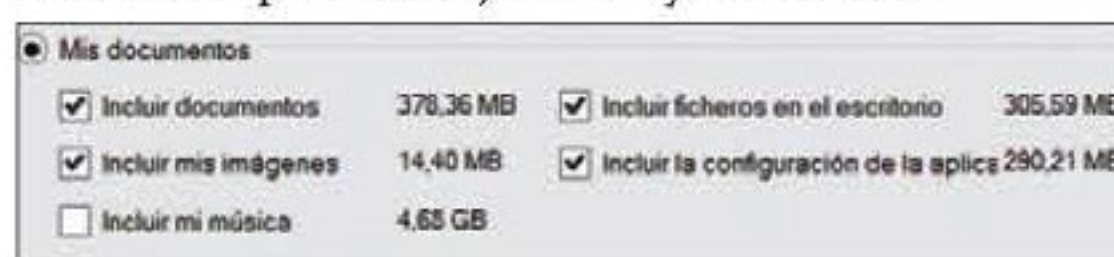 Mis documentos
Incluir documentos 378,36 MB Incluir ficheros en el escritorio 305,59 MB
Incluir mis imágenes 14,40 MB Incluir la configuración de la aplica 290,21 MB
Incluir mi música 4,65 GB